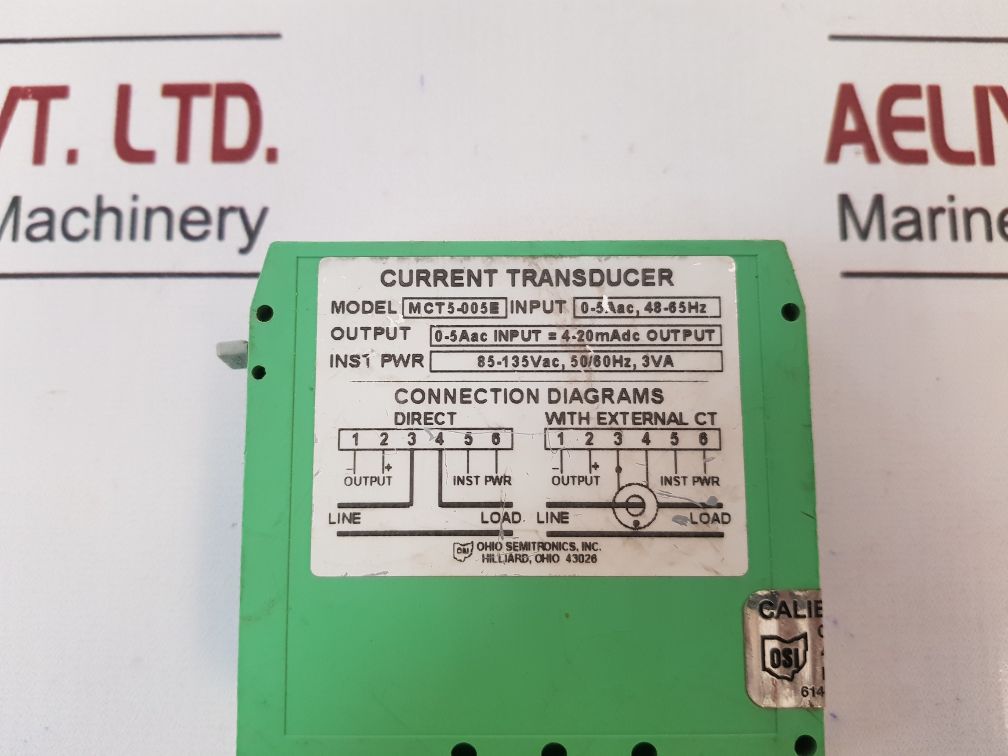 VT. LTD.
Machinery
AELIY
Marine
CURRENT TRANSDUCER
MODEL MCT5-005E INPUT 0-5Aac, 48-65Hz
OUTPUT 0-5Aac INPUT = 4-20mAdc OUTPUT
INST PWR 85-135Vac, 50/60Hz, 3VA
CONNECTION DIAGRAMS
DIRECT WITH EXTERNAL CT
1 2 3 4 5 6 1 2 3 4 5 6
- + - +
OUTPUT INST PWR OUTPUT INST PWR
LINE LOAD LINE LOAD
OSI OHIO SEMITRONICS, INC.
HILLIARD, OHIO 43026
CALIB
OSI
614